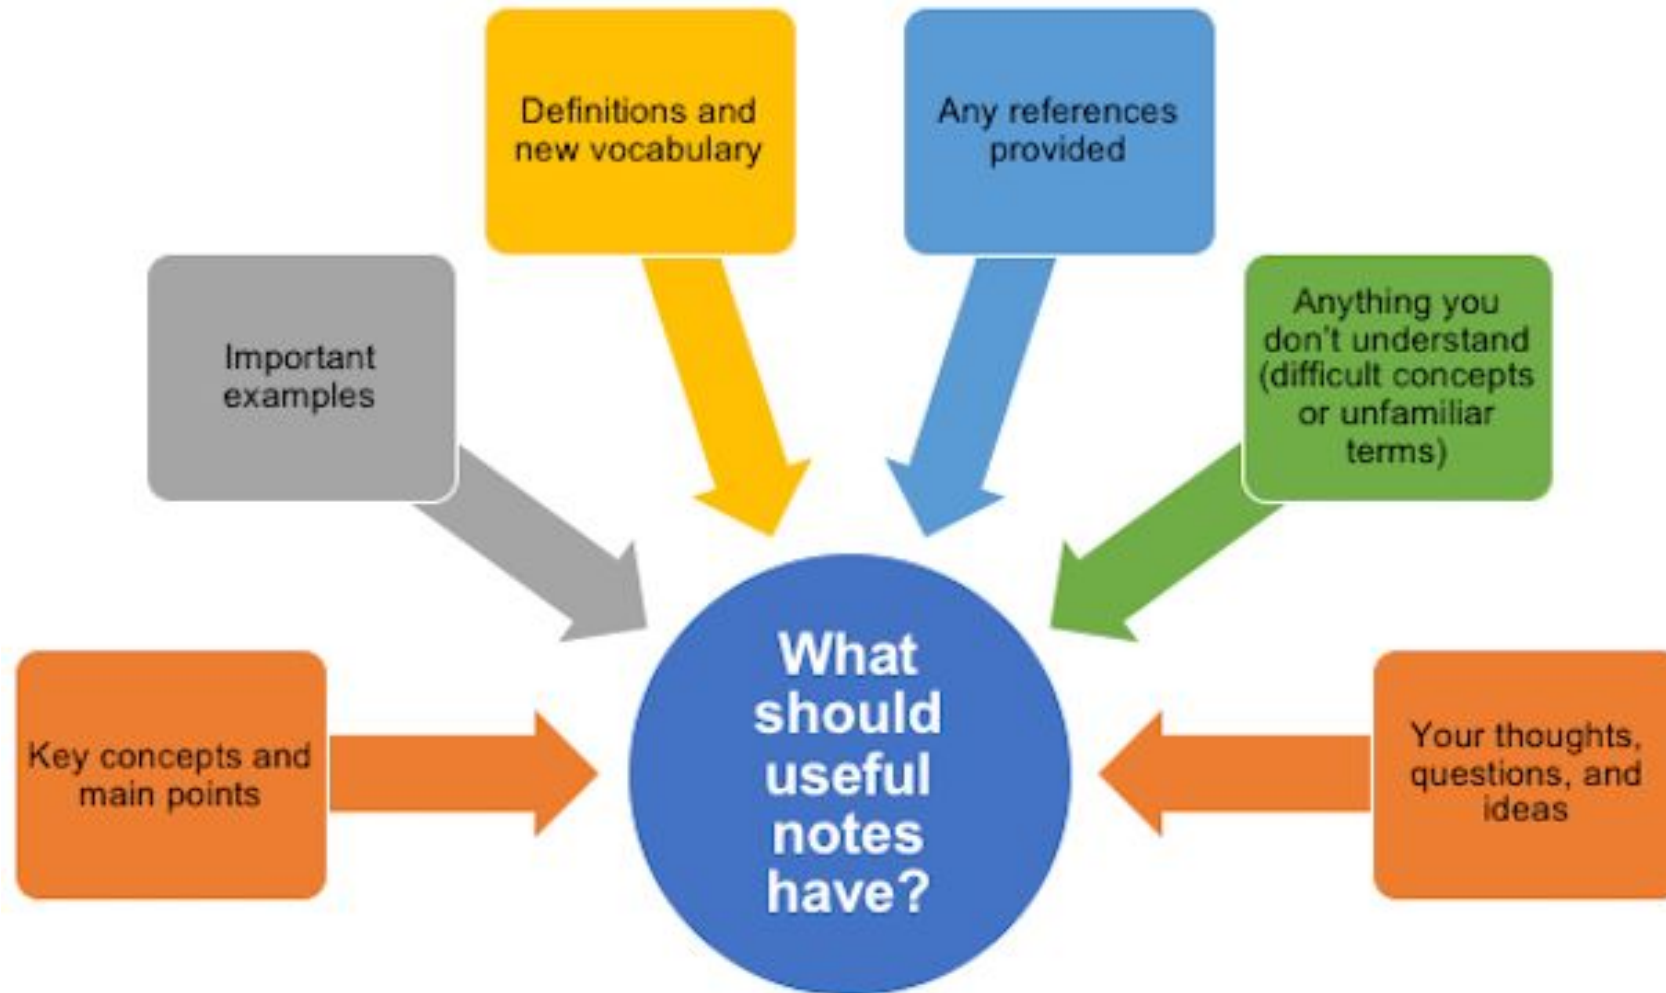 Definitions and
new vocabulary
Any references
provided
Important
examples
Anything you
don't understand
(difficult concepts
or unfamiliar
terms)
Key concepts and
main points
What
should
useful
notes
have?
Your thoughts,
questions, and
ideas